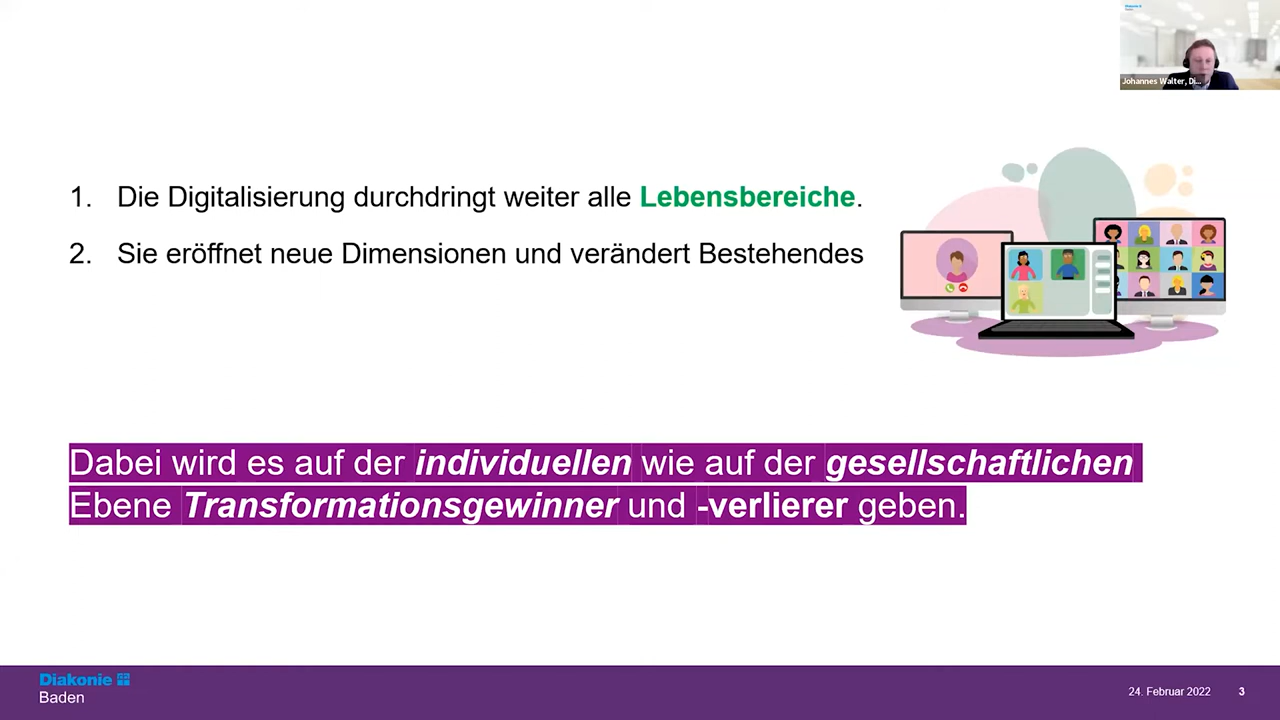 Johannes Walter, Di...
1. Die Digitalisierung durchdringt weiter alle Lebensbereiche.
2. Sie eröffnet neue Dimensionen und verändert Bestehendes
Dabei wird es auf der individuellen wie auf der gesellschaftlichen
Ebene Transformationsgewinner und -verlierer geben.
Diakonie
Baden
24. Februar 2022 3